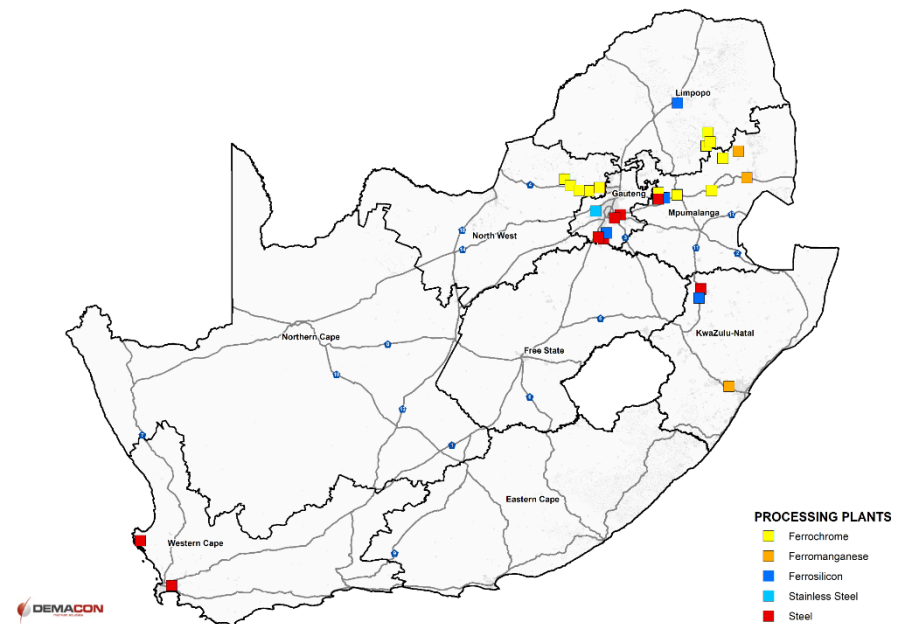 Limpopo
Gauteng
Mpumalanga
North West
KwaZulu-Natal
Northern Cape
Free State
Eastern Cape
Western Cape
PROCESSING PLANTS
Ferrochrome
Ferromanganese
Ferrosilicon
Stainless Steel
Steel
DEMACON